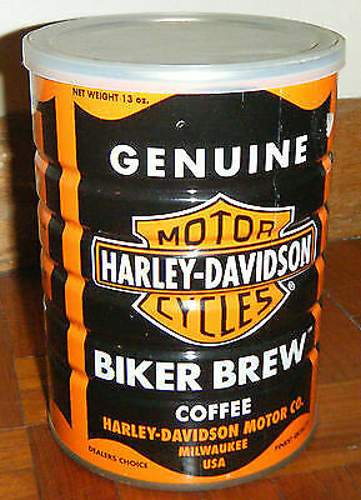 NET WEIGHT 13 oz.
GENUINE
MOTOR
HARLEY-DAVIDSON
CYCLES®
BIKER BREW™
COFFEE
HARLEY-DAVIDSON MOTOR CO.
MILWAUKEE
USA
DEALERS CHOICE